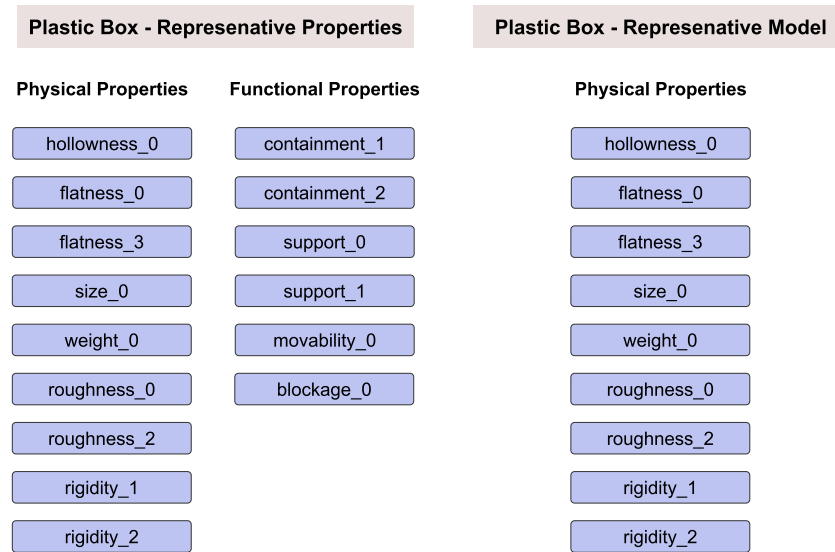 Plastic Box - Represenative Properties
Physical Properties
hollowness_0
flatness_0
flatness_3
size_0
weight_0
roughness_0
roughness_2
rigidity_1
rigidity_2
Functional Properties
containment_1
containment_2
support_0
support_1
movability_0
blockage_0
Plastic Box - Represenative Model
Physical Properties
hollowness_0
flatness_0
flatness_3
size_0
weight_0
roughness_0
roughness_2
rigidity_1
rigidity_2